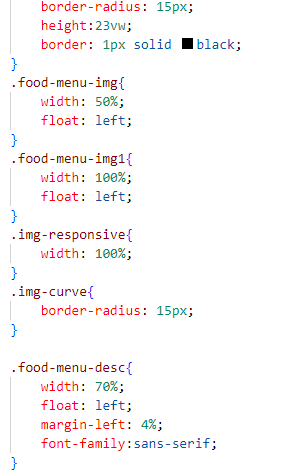 border-radius: 15px;
height:23vw;
border: 1px solid black;
}
.food-menu-img{
width: 50%;
float: left;
}
.food-menu-img1{
width: 100%;
float: left;
}
.img-responsive{
width: 100%;
}
.img-curve{
border-radius: 15px;
}
.food-menu-desc{
width: 70%;
float: left;
margin-left: 4%;
font-family:sans-serif;
}